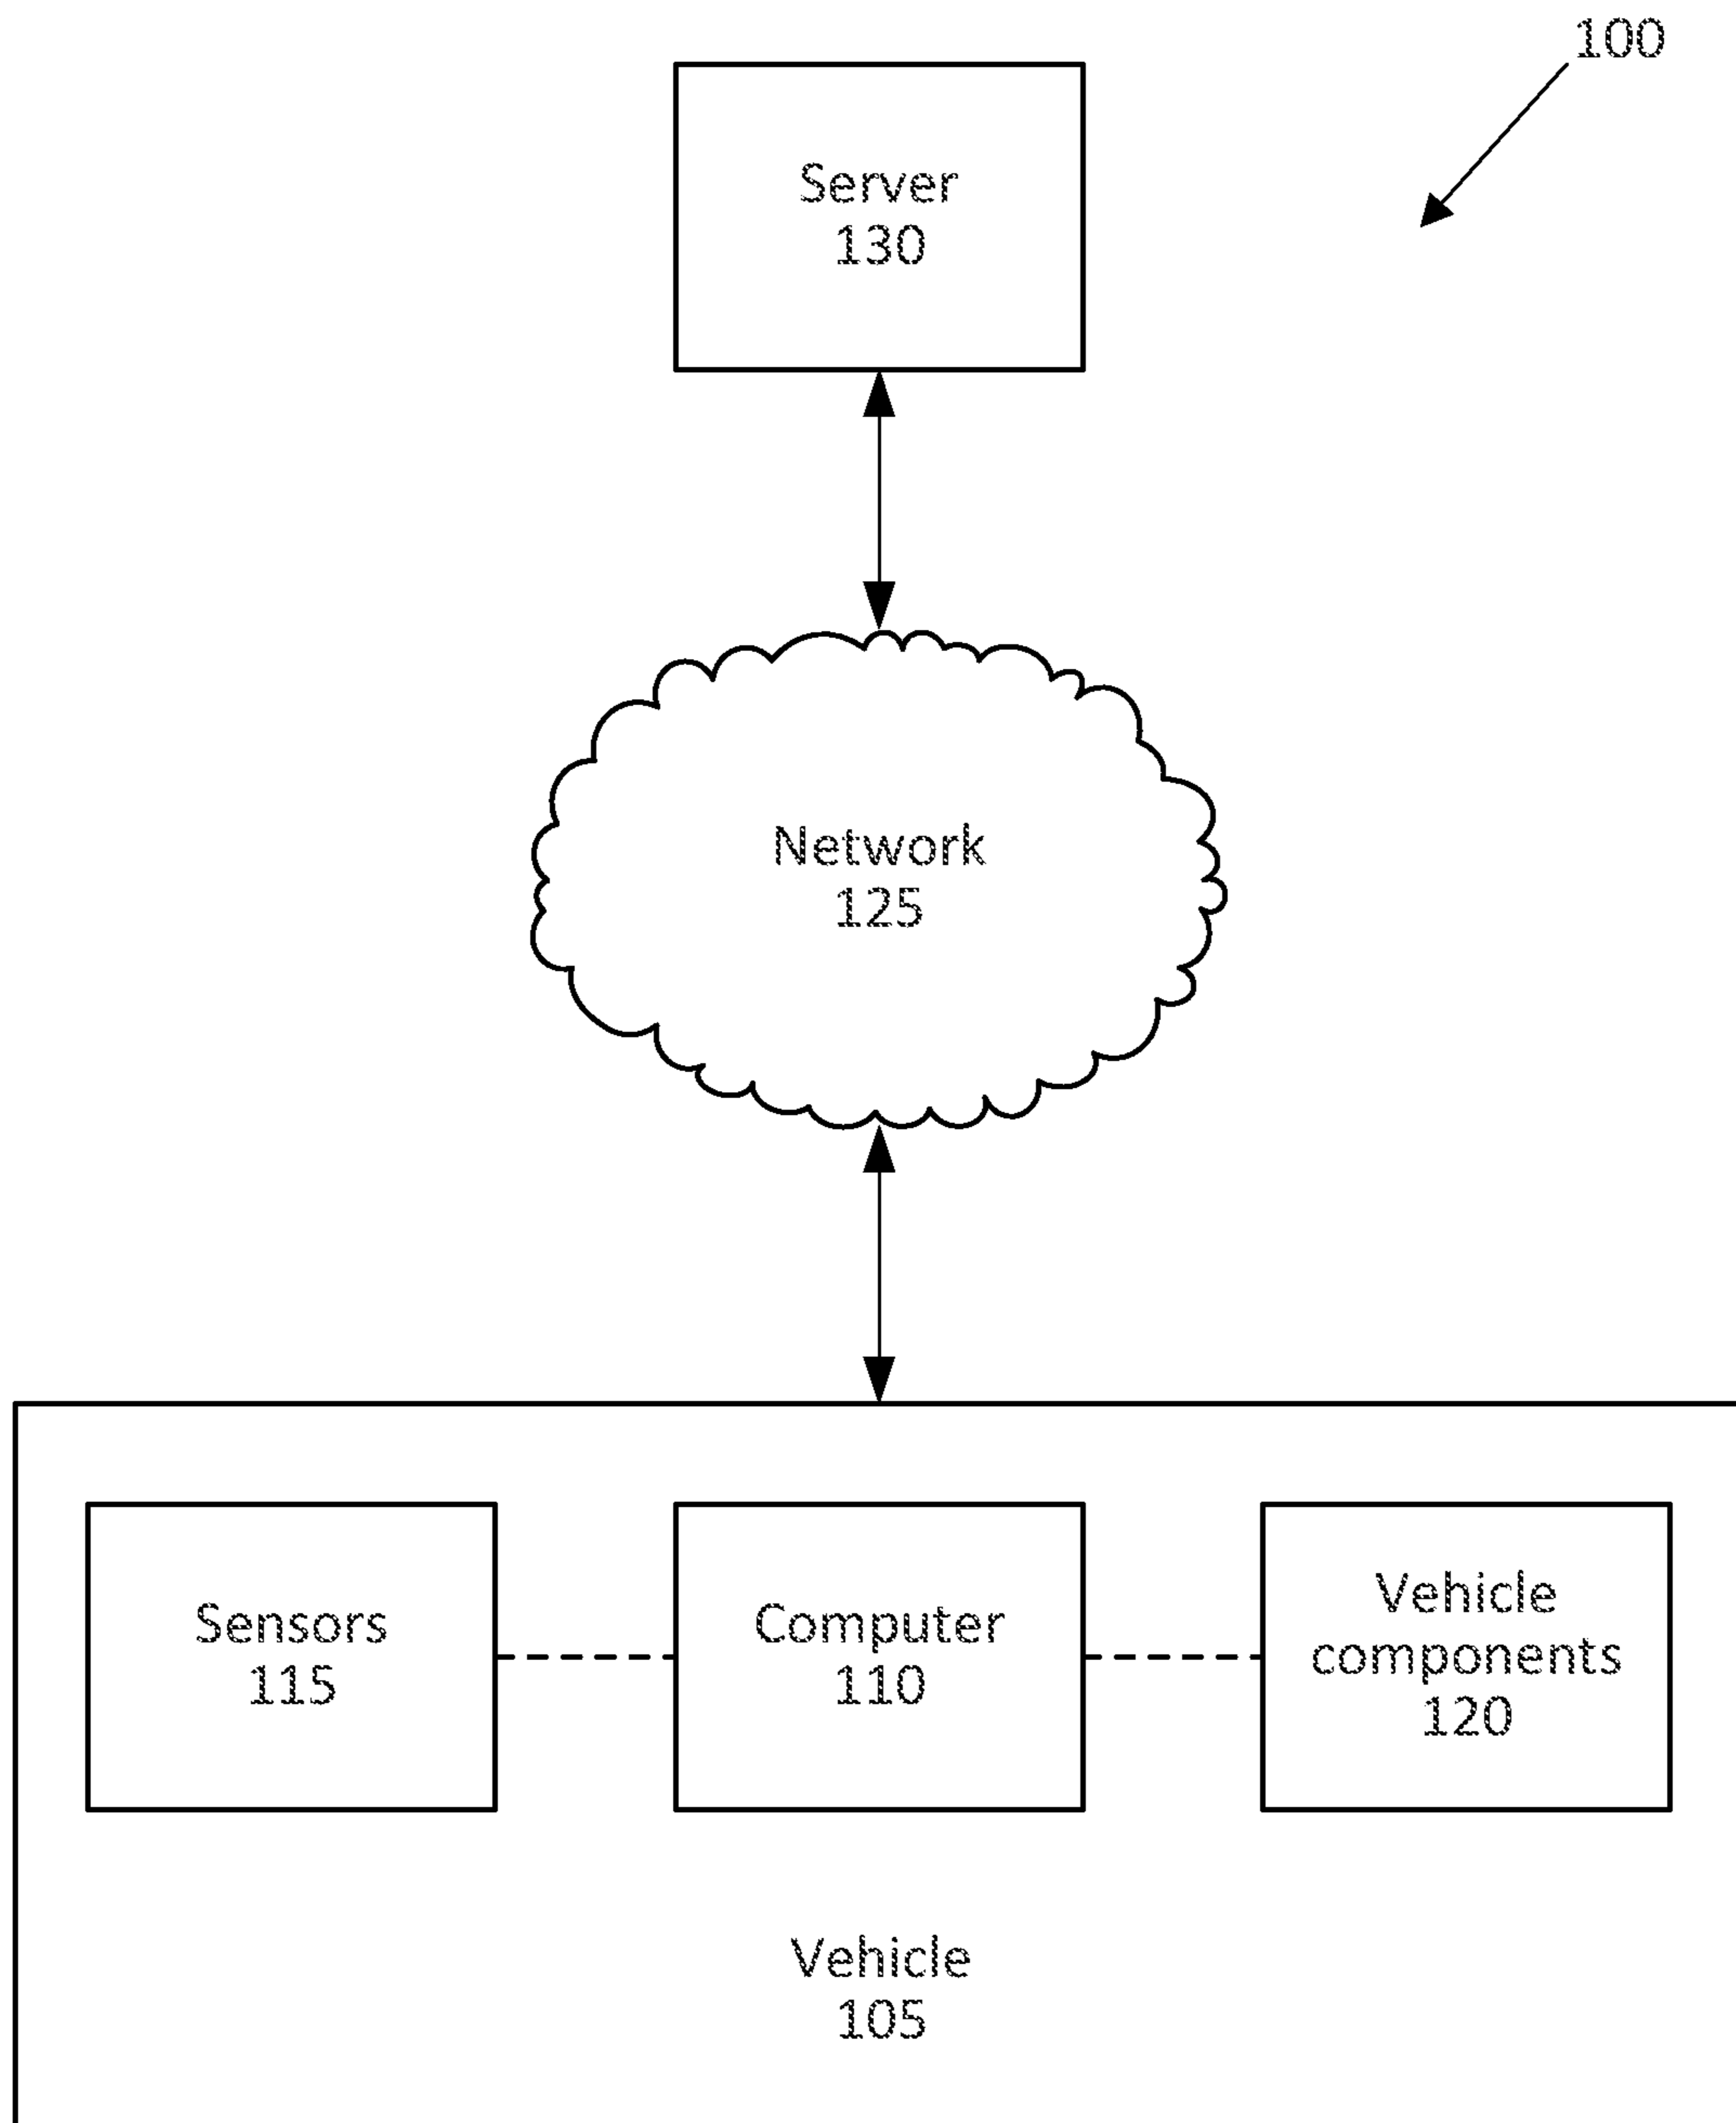 100
Server
130
Network
125
Sensors
115
Computer
110
Vehicle
components
120
Vehicle
105